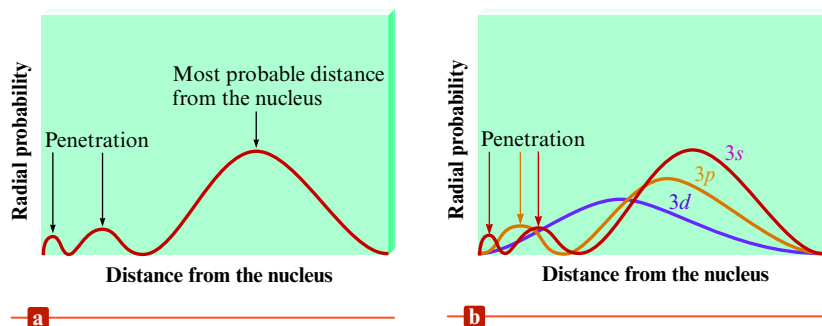 Radial probability
Most probable distance
from the nucleus
Penetration
Distance from the nucleus
a
Radial probability
Penetration
3s
3p
3d
Distance from the nucleus
b